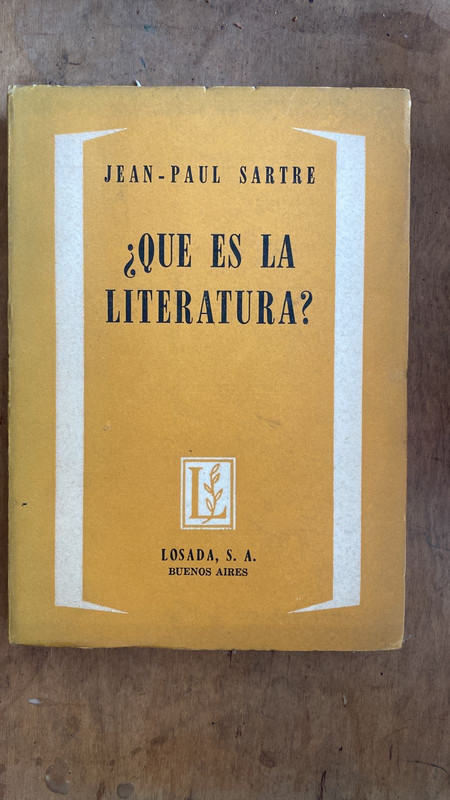 JEAN-PAUL SARTRE
¿QUE ES LA
LITERATURA?
L
LOSADA, S. A.
BUENOS AIRES